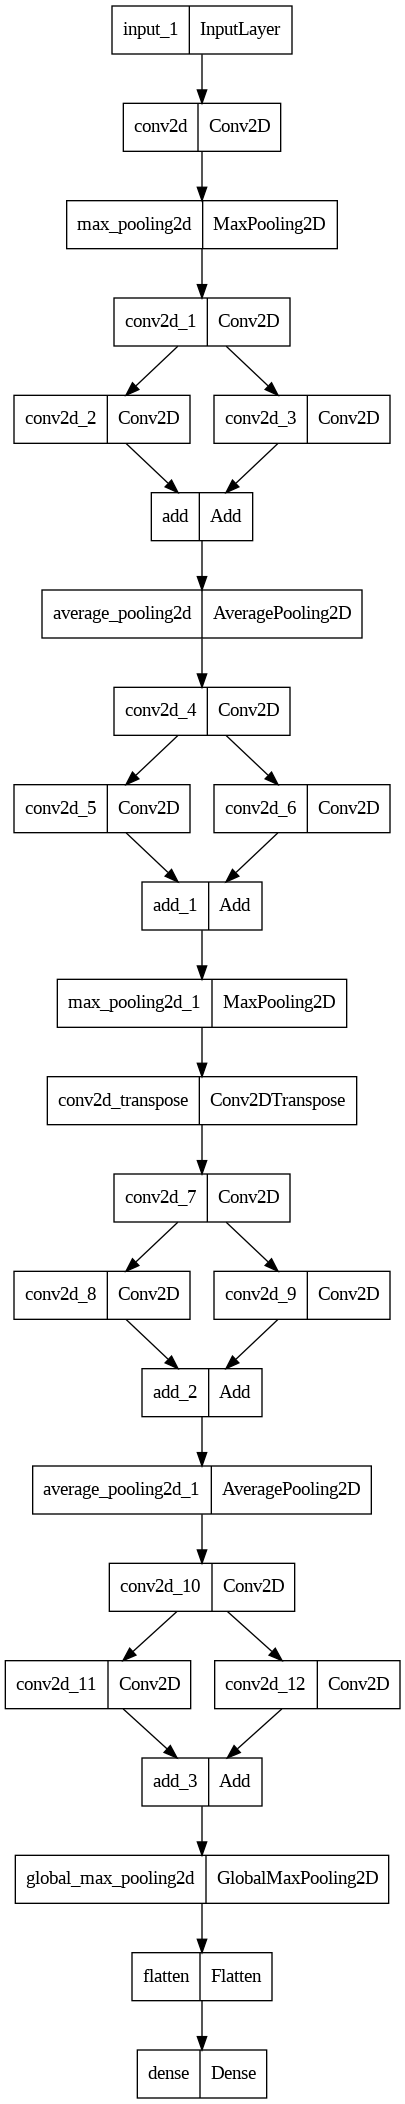 input_1 InputLayer
conv2d Conv2D
max_pooling2d MaxPooling2D
conv2d_1 Conv2D
conv2d_2 Conv2D conv2d_3 Conv2D
add Add
average_pooling2d AveragePooling2D
conv2d_4 Conv2D
conv2d_5 Conv2D conv2d_6 Conv2D
add_1 Add
max_pooling2d_1 MaxPooling2D
conv2d_transpose Conv2DTranspose
conv2d_7 Conv2D
conv2d_8 Conv2D conv2d_9 Conv2D
add_2 Add
average_pooling2d_1 AveragePooling2D
conv2d_10 Conv2D
conv2d_11 Conv2D conv2d_12 Conv2D
add_3 Add
global_max_pooling2d GlobalMaxPooling2D
flatten Flatten
dense Dense